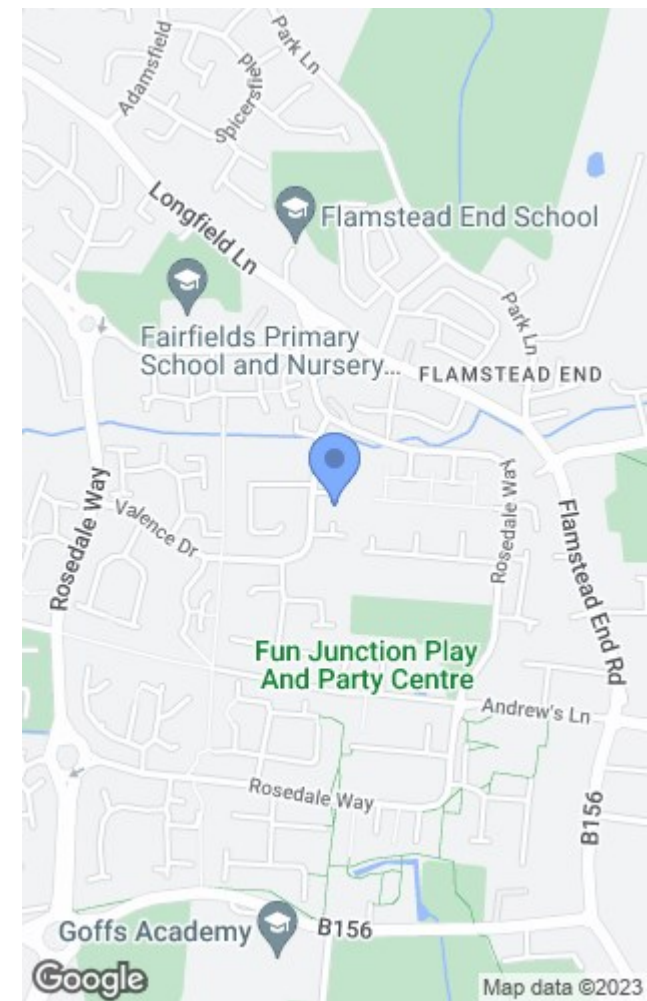 Park Ln
Adamsfield
Spicersfield
Longfield Ln
Flamstead End School
Fairfields Primary
School and Nursery...
Park Ln
FLAMSTEAD END
Rosedale Way
Valence Dr
Rosedale Way
Flamstead End Rd
Fun Junction Play
And Party Centre
Andrew's Ln
Rosedale Way
B156
Goffs Academy
B156
Google
Map data ©2023